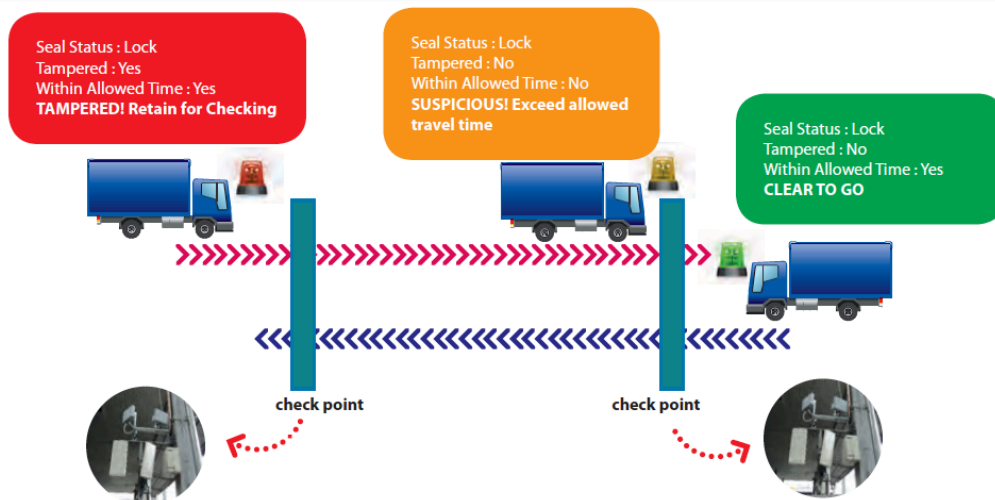 Seal Status : Lock
Tampered : Yes
Within Allowed Time : Yes
TAMPERED! Retain for Checking
Seal Status : Lock
Tampered : No
Within Allowed Time : No
SUSPICIOUS! Exceed allowed
travel time
Seal Status : Lock
Tampered : No
Within Allowed Time : Yes
CLEAR TO GO
check point
check point